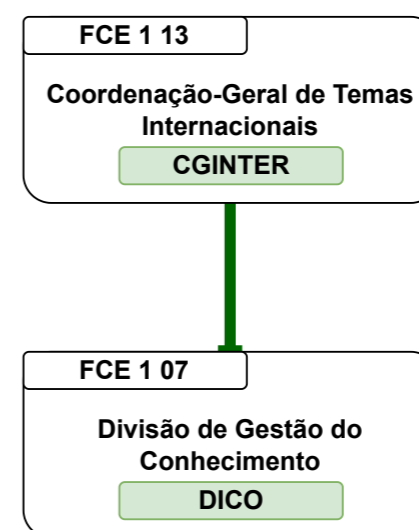 FCE 1 13
Coordenação-Geral de Temas
Internacionais
CGINTER
FCE 1 07
Divisão de Gestão do
Conhecimento
DICO